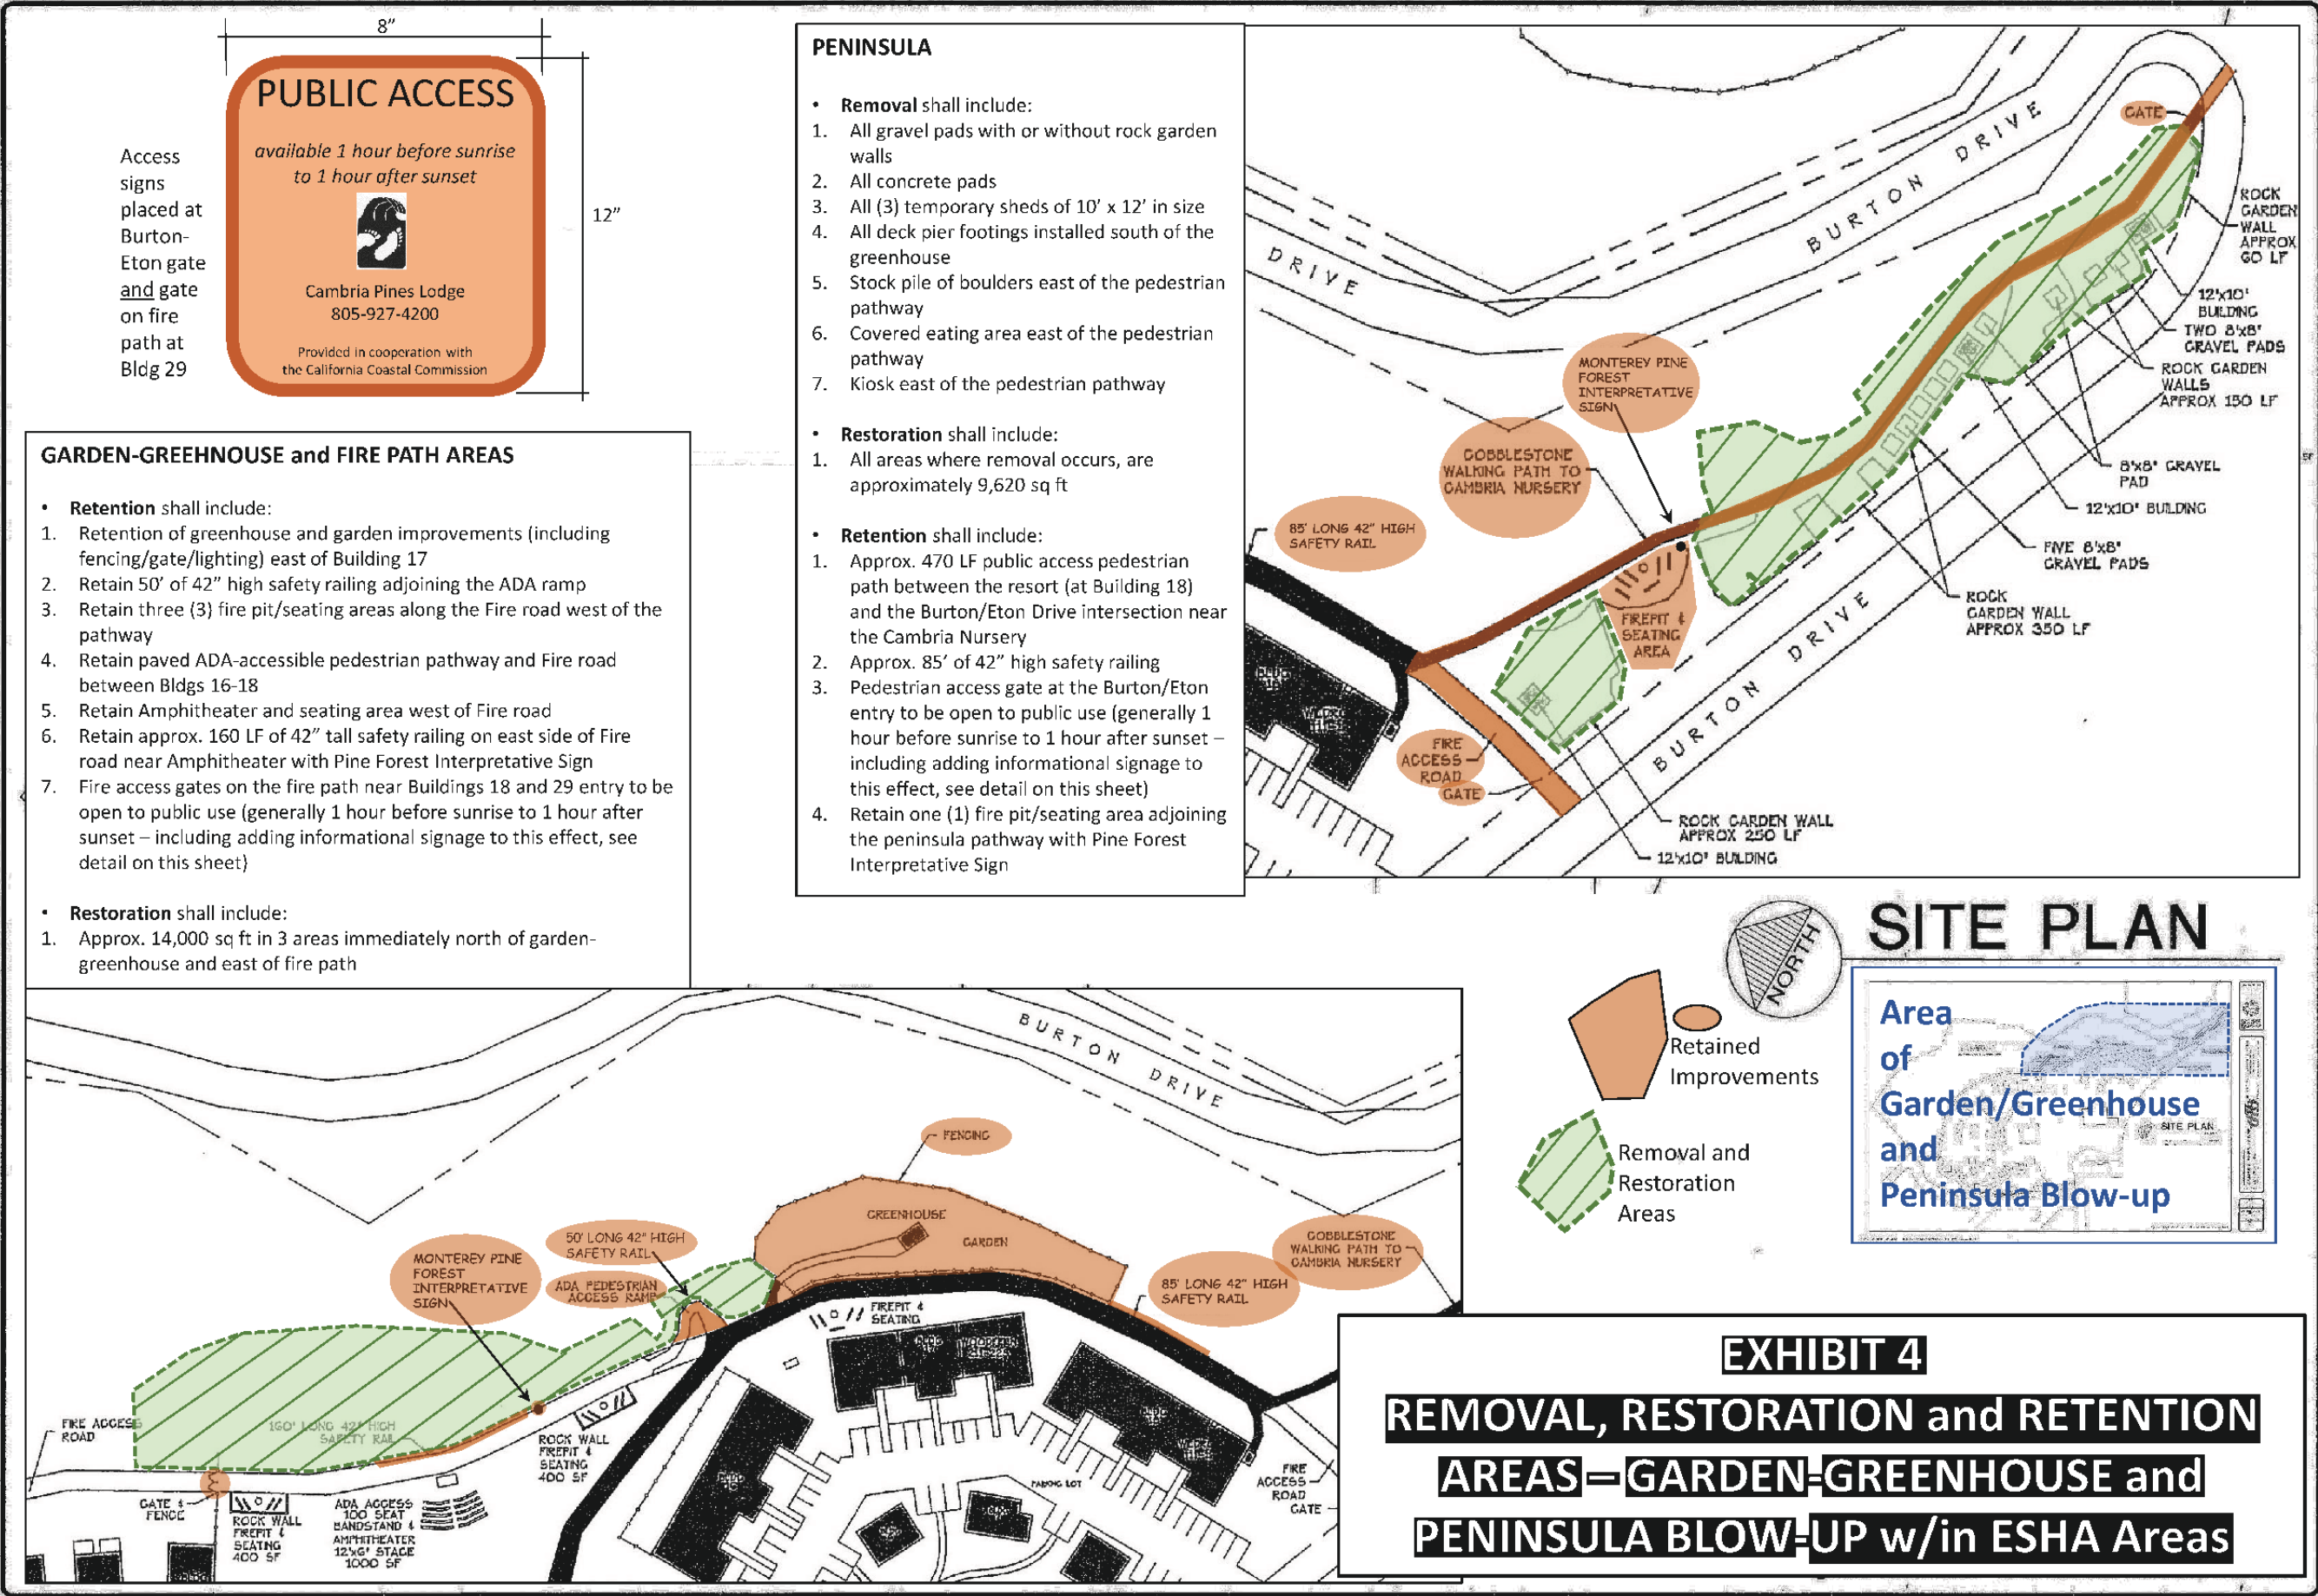 8"
PUBLIC ACCESS
available 1 hour before sunrise
to 1 hour after sunset
Cambria Pines Lodge
805-927-4200
Provided in cooperation with
the California Coastal Commission
12"
Access
signs
placed at
Burton-
Eton gate
and gate
on fire
path at
Bldg 29
GARDEN-GREEHNOUSE and FIRE PATH AREAS
• Retention shall include:
1. Retention of greenhouse and garden improvements (including
fencing/gate/lighting) east of Building 17
2. Retain 50' of 42" high safety railing adjoining the ADA ramp
3. Retain three (3) fire pit/seating areas along the Fire road west of the
pathway
4. Retain paved ADA-accessible pedestrian pathway and Fire road
between Bldgs 16-18
5. Retain Amphitheater and seating area west of Fire road
6. Retain approx. 160 LF of 42" tall safety railing on east side of Fire
road near Amphitheater with Pine Forest Interpretative Sign
7. Fire access gates on the fire path near Buildings 18 and 29 entry to be
open to public use (generally 1 hour before sunrise to 1 hour after
sunset – including adding informational signage to this effect, see
detail on this sheet)
• Restoration shall include:
1. Approx. 14,000 sq ft in 3 areas immediately north of garden-
greenhouse and east of fire path
PENINSULA
• Removal shall include:
1. All gravel pads with or without rock garden
walls
2. All concrete pads
3. All (3) temporary sheds of 10' x 12' in size
4. All deck pier footings installed south of the
greenhouse
5. Stock pile of boulders east of the pedestrian
pathway
6. Covered eating area east of the pedestrian
pathway
7. Kiosk east of the pedestrian pathway
• Restoration shall include:
1. All areas where removal occurs, are
approximately 9,620 sq ft
• Retention shall include:
1. Approx. 470 LF public access pedestrian
path between the resort (at Building 18)
and the Burton/Eton Drive intersection near
the Cambria Nursery
2. Approx. 85' of 42" high safety railing
3. Pedestrian access gate at the Burton/Eton
entry to be open to public use (generally 1
hour before sunrise to 1 hour after sunset –
including adding informational signage to
this effect, see detail on this sheet)
4. Retain one (1) fire pit/seating area adjoining
the peninsula pathway with Pine Forest
Interpretative Sign
DRIVE
BURTON DRIVE
GATE
ROCK
GARDEN
WALL
APPROX
GO LF
12'x10'
BUILDING
TWO 8'x8'
GRAVEL PADS
ROCK GARDEN
WALLS
APPROX 150 LF
8'x8' GRAVEL
PAD
12'x10' BUILDING
FIVE 8'x8'
GRAVEL PADS
ROCK
GARDEN WALL
APPROX 350 LF
MONTEREY PINE
FOREST
INTERPRETATIVE
SIGN
COBBLESTONE
WALKING PATH TO
CAMBRIA NURSERY
85' LONG 42" HIGH
SAFETY RAIL
FIREPIT &
SEATING
AREA
BURTON DRIVE
FIRE
ACCESS
ROAD
GATE
ROCK GARDEN WALL
APPROX 250 LF
12'x10' BUILDING
NORTH
SITE PLAN
Retained
Improvements
Removal and
Restoration
Areas
Area
of
Garden/Greenhouse
and
Peninsula Blow-up
SITE PLAN
BURTON DRIVE
FENCING
GREENHOUSE
GARDEN
50' LONG 42" HIGH
SAFETY RAIL
ADA PEDESTRIAN
ACCESS RAMP
MONTEREY PINE
FOREST
INTERPRETATIVE
SIGN
COBBLESTONE
WALKING PATH TO
CAMBRIA NURSERY
85' LONG 42" HIGH
SAFETY RAIL
FIREPIT &
SEATING
FIRE ACCESS
ROAD
160' LONG 42" HIGH
SAFETY RAIL
ROCK WALL
FIREPIT &
SEATING
400 SF
GATE &
FENCE
ROCK WALL
FIREPIT &
SEATING
400 SF
ADA ACCESS
100 SEAT
BANDSTAND &
AMPHITHEATER
12'x6' STAGE
1000 SF
PARKING LOT
FIRE
ACCESS
ROAD
GATE
EXHIBIT 4
REMOVAL, RESTORATION and RETENTION
AREAS—GARDEN-GREENHOUSE and
PENINSULA BLOW-UP w/in ESHA Areas